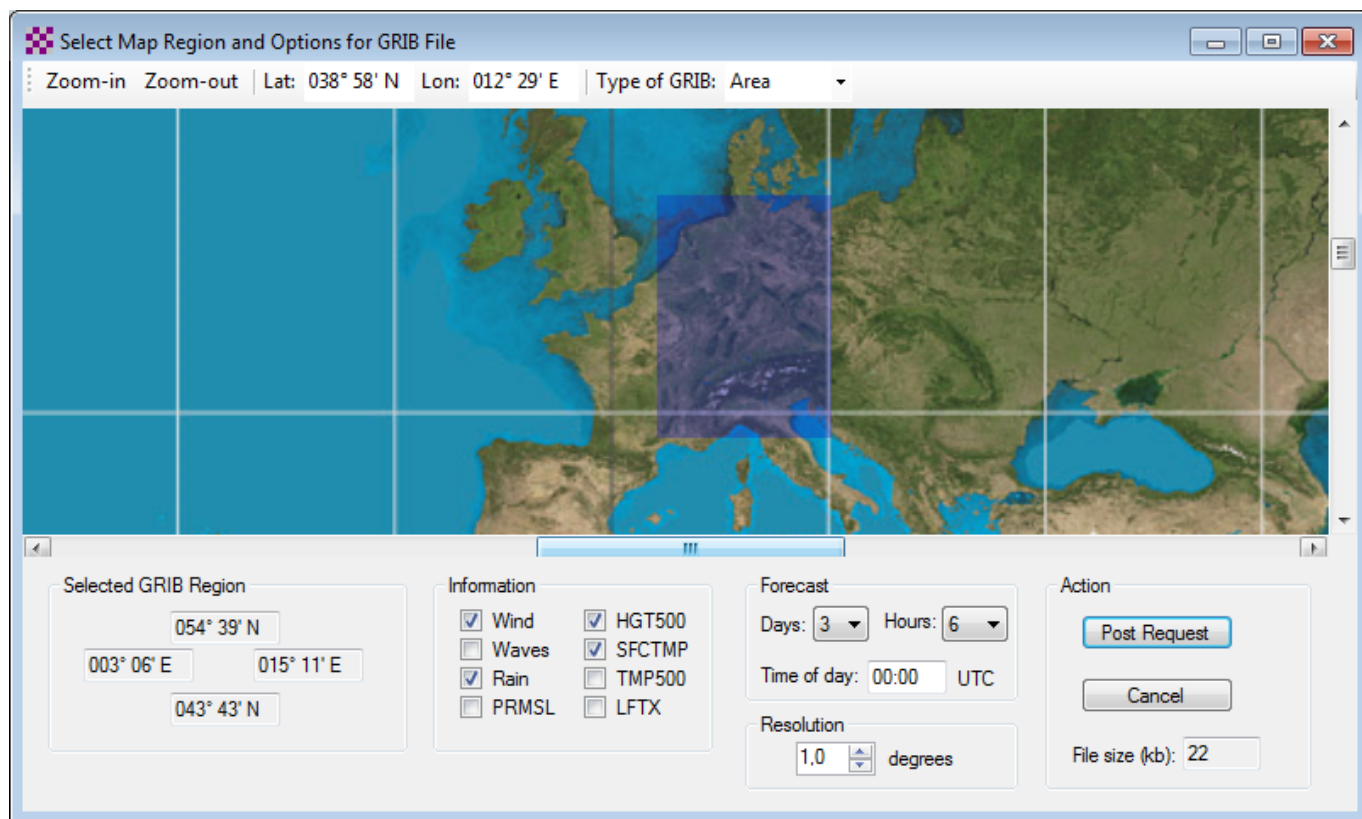 Select Map Region and Options for GRIB File
Zoom-in Zoom-out Lat: 038° 58' N Lon: 012° 29' E Type of GRIB: Area
Selected GRIB Region
054° 39' N
003° 06' E 015° 11' E
043° 43' N
Information
Wind HGT500
Waves SFCTMP
Rain TMP500
PRMSL LFTX
Forecast
Days: 3 Hours: 6
Time of day: 00:00 UTC
Resolution
1,0 degrees
Action
Post Request
Cancel
File size (kb): 22